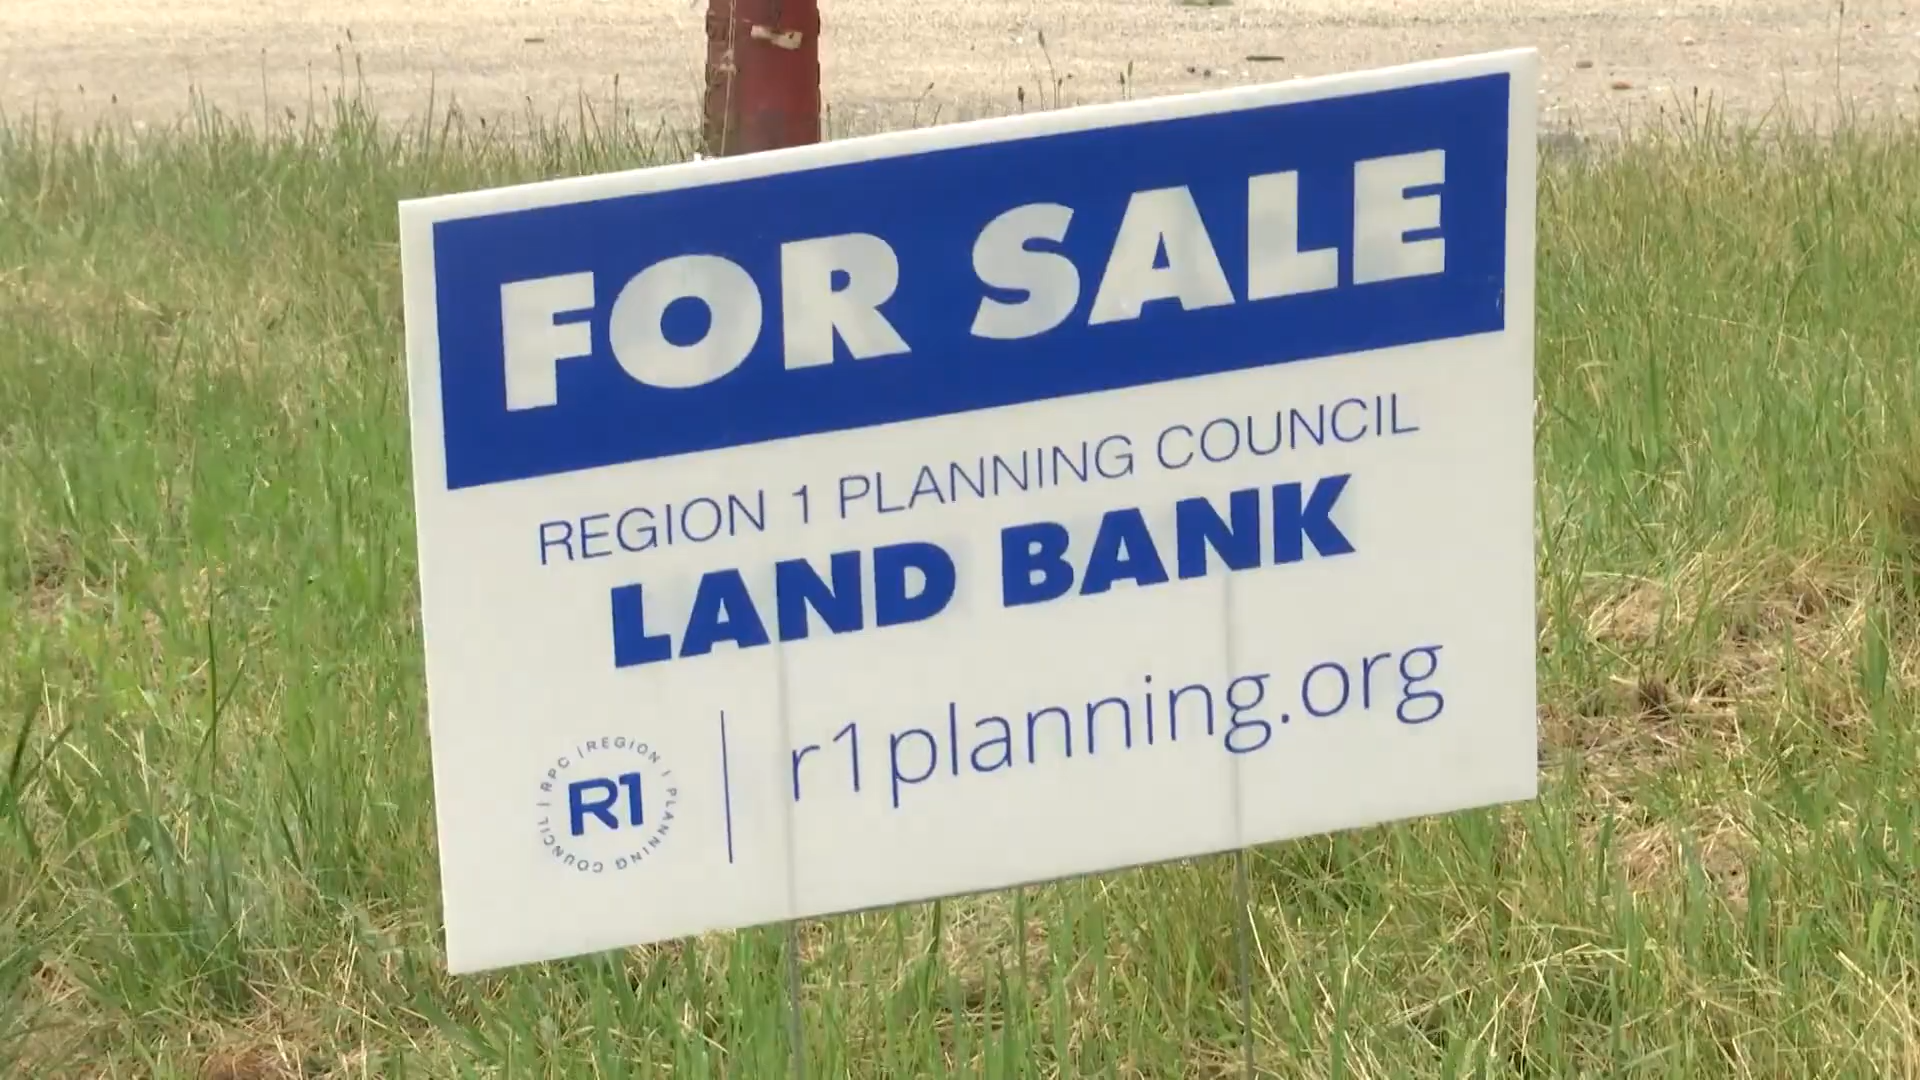 FOR SALE
REGION 1 PLANNING COUNCIL
LAND BANK
r1planning.org
R1
RPC | REGION 1 PLANNING COUNCIL |